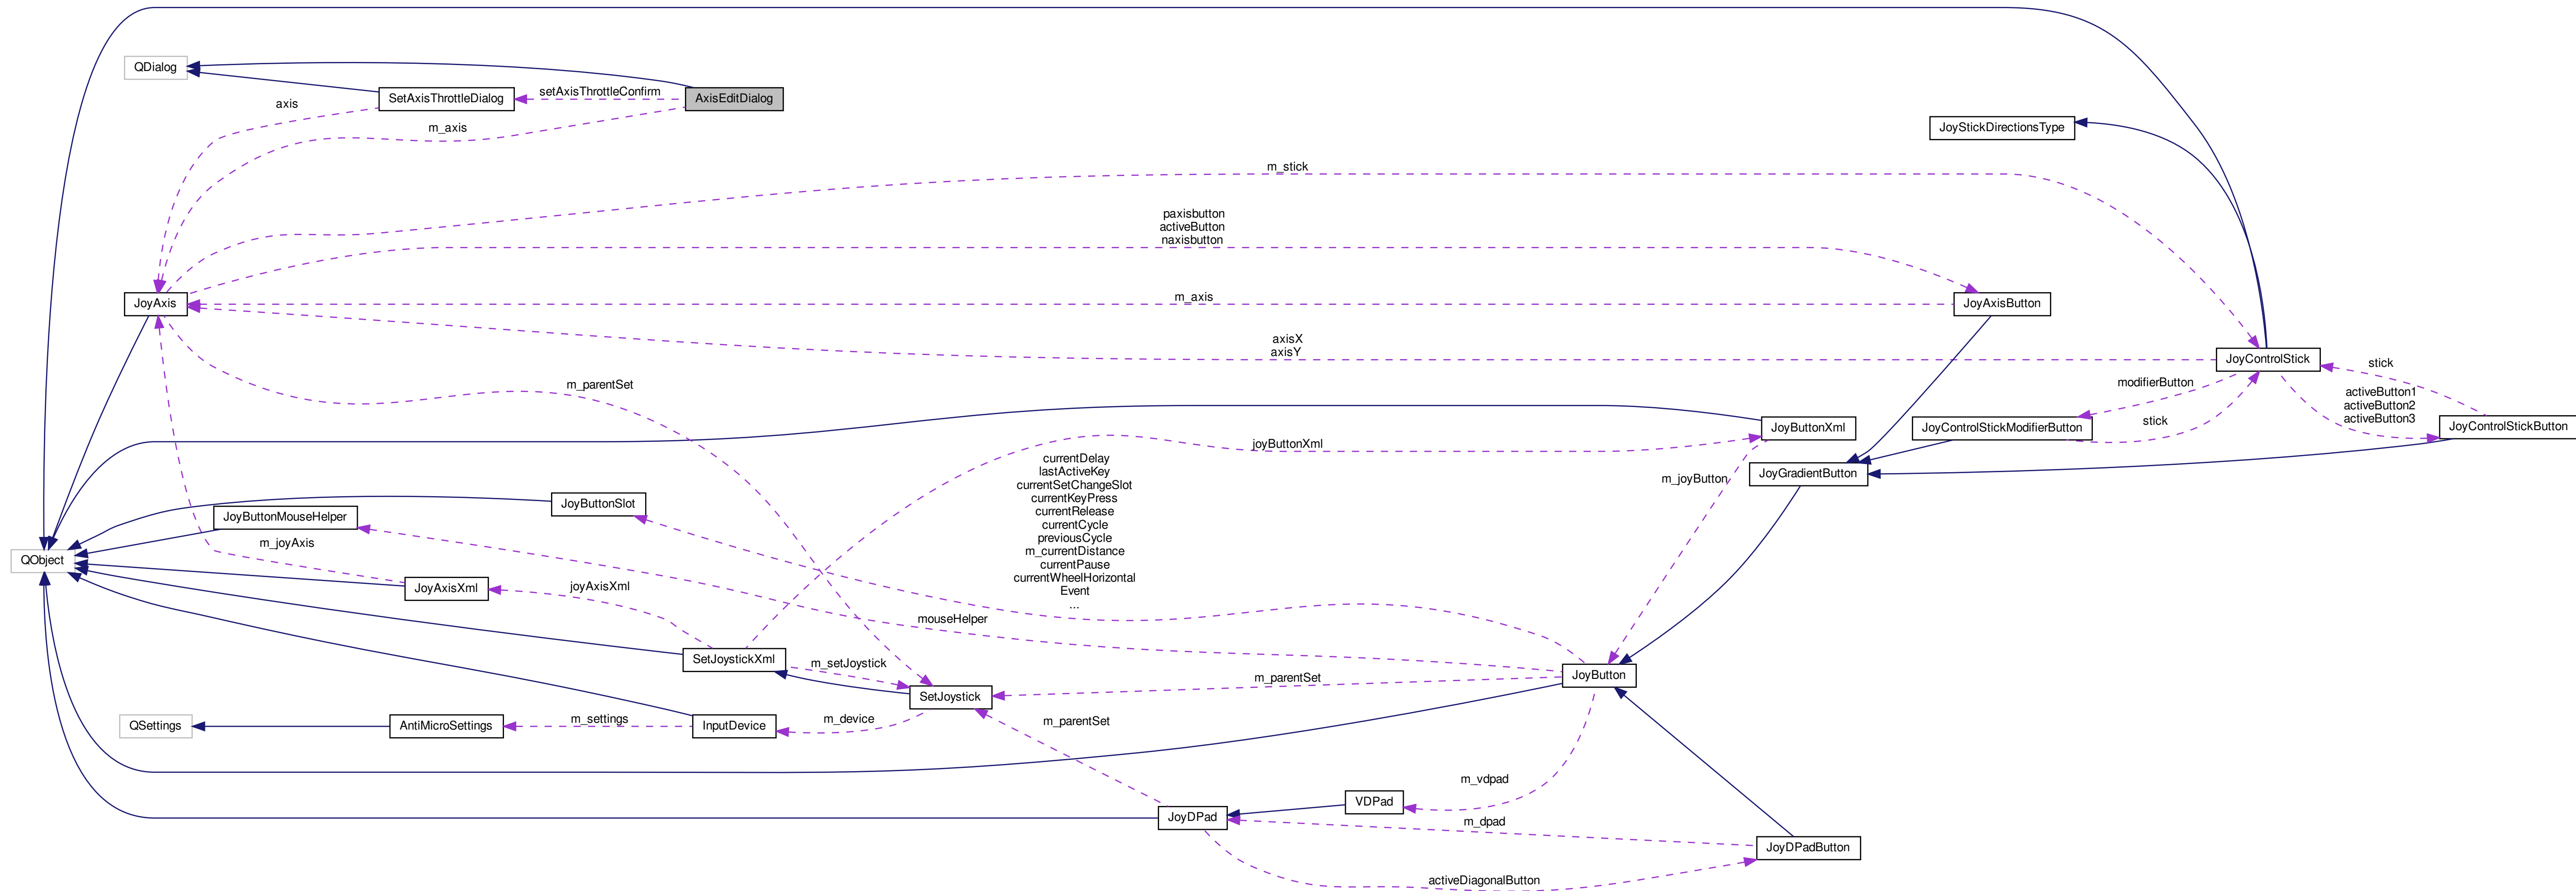 QDialog
SetAxisThrottleDialog
setAxisThrottleConfirm
AxisEditDialog
axis
m_axis
JoyStickDirectionsType
m_stick
paxisbutton
activeButton
naxisbutton
JoyAxis
m_axis
JoyAxisButton
axisX
axisY
JoyControlStick
stick
m_parentSet
modifierButton
activeButton1
activeButton2
activeButton3
stick
JoyButtonXml
JoyControlStickModifierButton
JoyControlStickButton
joyButtonXml
currentDelay
lastActiveKey
currentSetChangeSlot
currentKeyPress
currentRelease
currentCycle
previousCycle
m_currentDistance
currentPause
currentWheelHorizontal
Event
...
JoyGradientButton
m_joyButton
JoyButtonSlot
JoyButtonMouseHelper
m_joyAxis
QObject
JoyAxisXml
joyAxisXml
mouseHelper
SetJoystickXml
m_setJoystick
JoyButton
m_parentSet
SetJoystick
QSettings
AntiMicroSettings
m_settings
InputDevice
m_device
m_parentSet
m_vdpad
VDPad
JoyDPad
m_dpad
JoyDPadButton
activeDiagonalButton